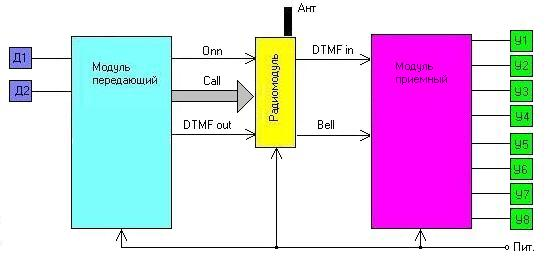 Ант
Д1
Д2
Модуль
передающий
Onn
Call
DTMF out
Радиомодуль
DTMF in
Bell
Модуль
приемный
У1
У2
У3
У4
У5
У6
У7
У8
Пит.